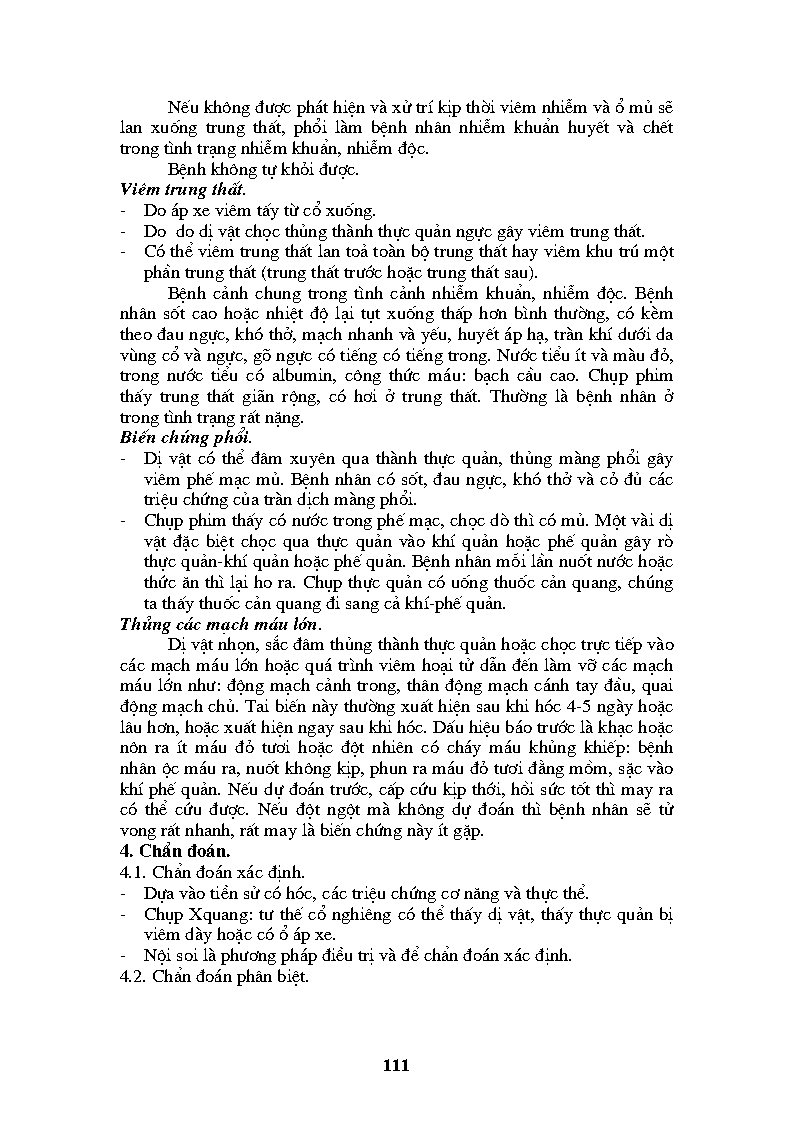 Nếu không được phát hiện và xử trí kịp thời viêm nhiễm và ổ mủ sẽ
lan xuống trung thất, phổi làm bệnh nhân nhiễm khuẩn huyết và chết
trong tình trạng nhiễm khuẩn, nhiễm độc.
Bệnh không tự khỏi được.
Viêm trung thất.
- Do áp xe viêm tấy từ cổ xuống.
- Do do dị vật chọc thủng thành thực quản ngực gây viêm trung thất.
- Có thể viêm trung thất lan toả toàn bộ trung thất hay viêm khu trú một
phần trung thất (trung thất trước hoặc trung thất sau).
Bệnh cảnh chung trong tình cảnh nhiễm khuẩn, nhiễm độc. Bệnh
nhân sốt cao hoặc nhiệt độ lại tụt xuống thấp hơn bình thường, có kèm
theo đau ngực, khó thở, mạch nhanh và yếu, huyết áp hạ, tràn khí dưới da
vùng cổ và ngực, gõ ngực có tiếng có tiếng trong. Nước tiểu ít và màu đỏ,
trong nước tiểu có albumin, công thức máu: bạch cầu cao. Chụp phim
thấy trung thất giãn rộng, có hơi ở trung thất. Thường là bệnh nhân ở
trong tình trạng rất nặng.
Biến chứng phổi.
- Dị vật có thể đâm xuyên qua thành thực quản, thủng màng phổi gây
viêm phế mạc mủ. Bệnh nhân có sốt, đau ngực, khó thở và cỏ đủ các
triệu chứng của tràn dịch màng phổi.
- Chụp phim thấy có nước trong phế mạc, chọc dò thì có mủ. Một vài dị
vật đặc biệt chọc qua thực quản vào khí quản hoặc phế quản gây rò
thực quản-khí quản hoặc phế quản. Bệnh nhân mỗi lần nuốt nước hoặc
thức ăn thì lại ho ra. Chụp thực quản có uống thuốc cản quang, chúng
ta thấy thuốc cản quang đi sang cả khí-phế quản.
Thủng các mạch máu lớn.
Dị vật nhọn, sắc đâm thủng thành thực quản hoặc chọc trực tiếp vào
các mạch máu lớn hoặc quá trình viêm hoại tử dẫn đến làm vỡ các mạch
máu lớn như: động mạch cảnh trong, thân động mạch cánh tay đầu, quai
động mạch chủ. Tai biến này thường xuất hiện sau khi hóc 4-5 ngày hoặc
lâu hơn, hoặc xuất hiện ngay sau khi hóc. Dấu hiệu báo trước là khạc hoặc
nôn ra ít máu đỏ tươi hoặc đột nhiên có cháy máu khủng khiếp: bệnh
nhân ộc máu ra, nuốt không kịp, phun ra máu đỏ tươi đằng mồm, sặc vào
khí phế quản. Nếu dự đoán trước, cấp cứu kịp thới, hồi sức tốt thì may ra
có thể cứu được. Nếu đột ngột mà không dự đoán thì bệnh nhân sẽ tử
vong rất nhanh, rất may là biến chứng này ít gặp.
4. Chẩn đoán.
4.1. Chẩn đoán xác định.
- Dựa vào tiền sử có hóc, các triệu chứng cơ năng và thực thể.
- Chụp Xquang: tư thế cổ nghiêng có thể thấy dị vật, thấy thực quản bị
viêm dày hoặc có ổ áp xe.
- Nội soi là phương pháp điều trị và để chẩn đoán xác định.
4.2. Chẩn đoán phân biệt.
111